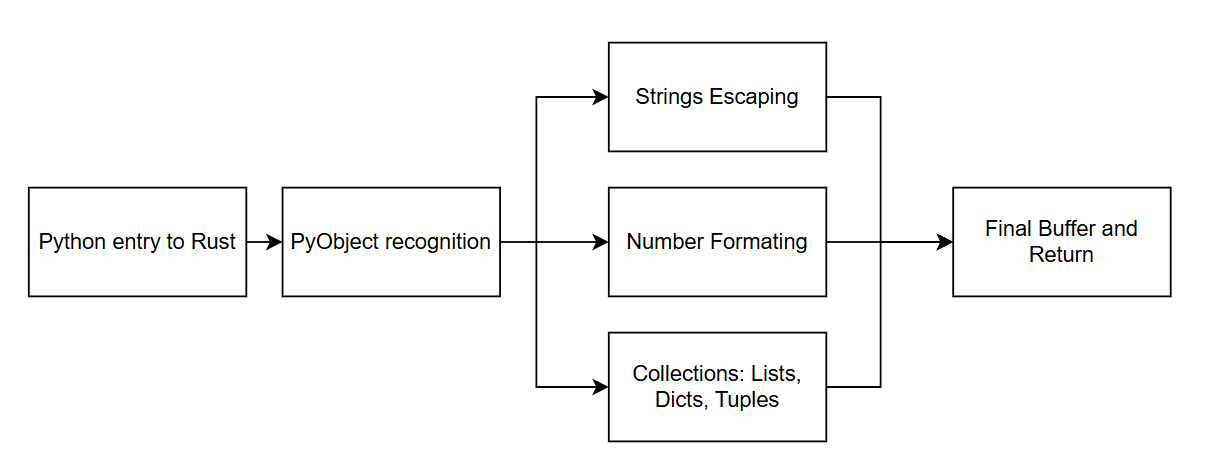 Python entry to Rust
PyObject recognition
Strings Escaping
Number Formating
Collections: Lists,
Dicts, Tuples
Final Buffer and
Return